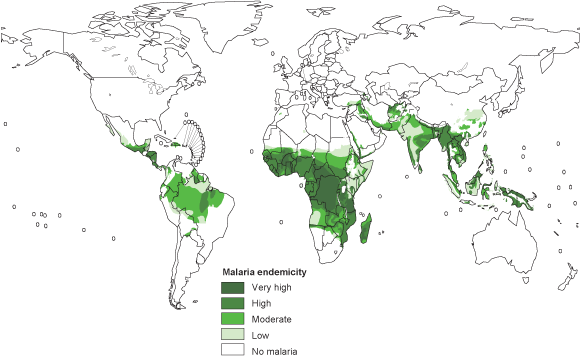 Malaria endemicity
Very high
High
Moderate
Low
No malaria